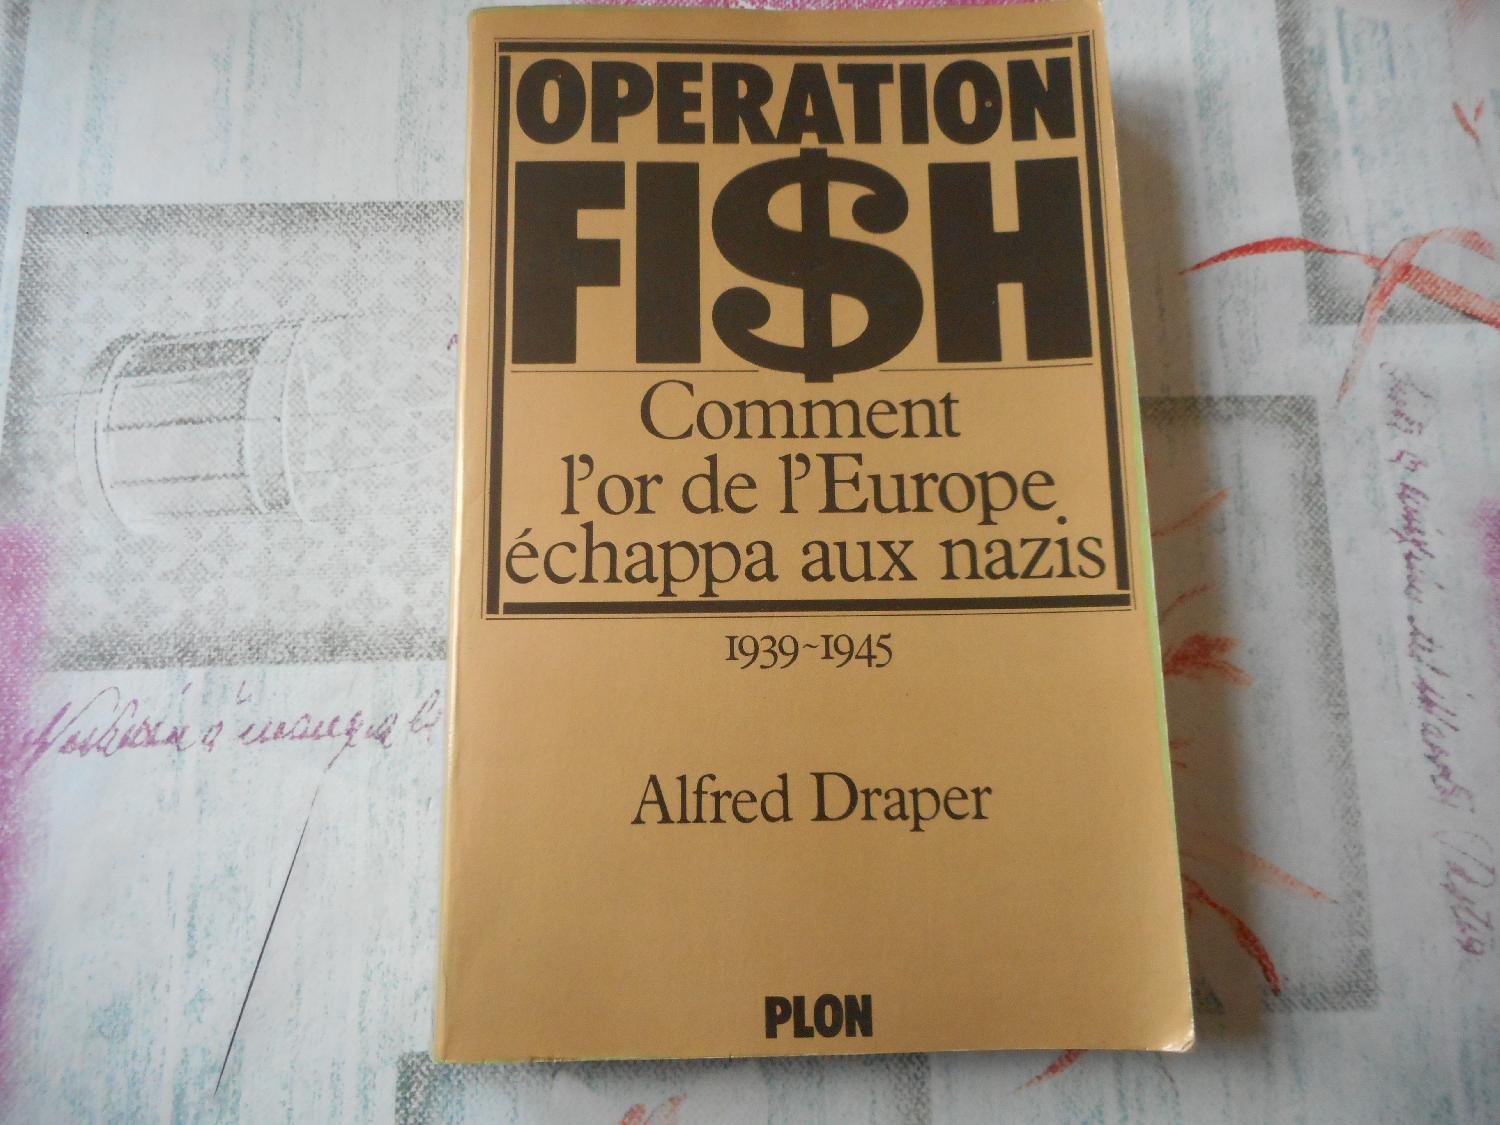 OPERATION
FI$H
Comment
l'or de l'Europe
échappa aux nazis
1939~1945
Alfred Draper
PLON